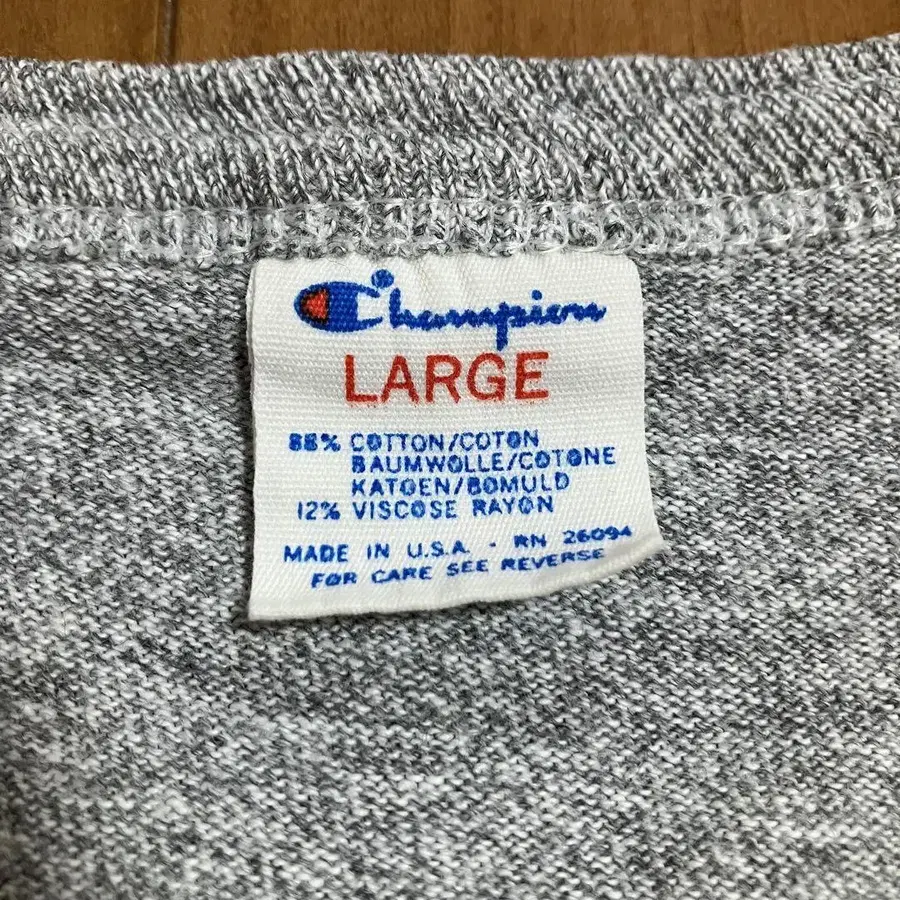 Champion
LARGE
88% COTTON/COTON
BAUMWOLLE/COTONE
KATOEN/BOMULD
12% VISCOSE RAYON
MADE IN U.S.A. - RN 26094
FOR CARE SEE REVERSE